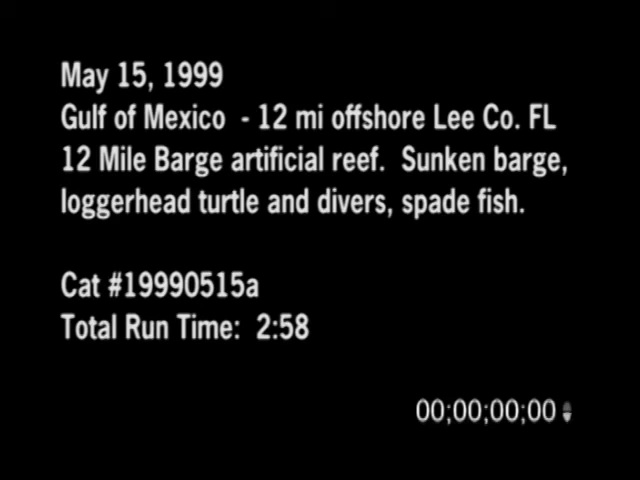 May 15, 1999
Gulf of Mexico - 12 mi offshore Lee Co. FL
12 Mile Barge artificial reef. Sunken barge,
loggerhead turtle and divers, spade fish.
Cat #19990515a
Total Run Time: 2:58
00;00;00;00